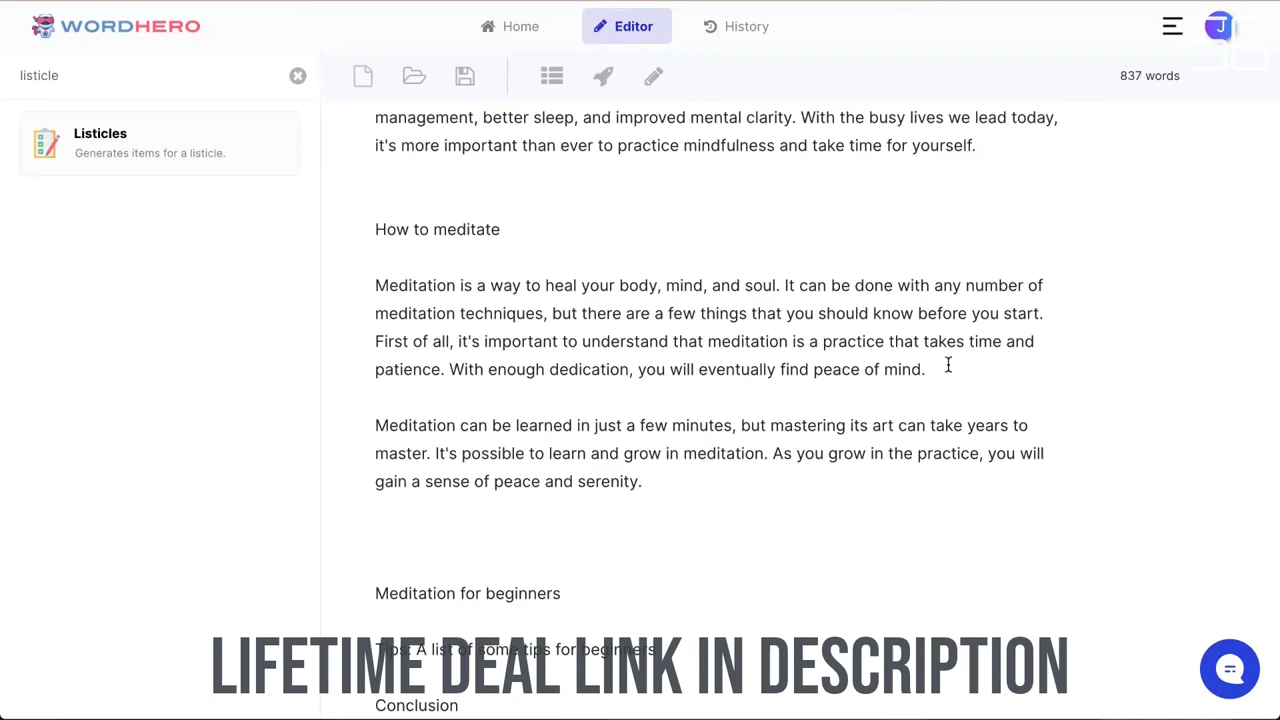 WORDHERO
Home
Editor
History
J
listicle
837 words
Listicles
Generates items for a listicle.
management, better sleep, and improved mental clarity. With the busy lives we lead today,
it's more important than ever to practice mindfulness and take time for yourself.
How to meditate
Meditation is a way to heal your body, mind, and soul. It can be done with any number of
meditation techniques, but there are a few things that you should know before you start.
First of all, it's important to understand that meditation is a practice that takes time and
patience. With enough dedication, you will eventually find peace of mind.
Meditation can be learned in just a few minutes, but mastering its art can take years to
master. It's possible to learn and grow in meditation. As you grow in the practice, you will
gain a sense of peace and serenity.
Meditation for beginners
Tips: A list of some tips for beginners
LIFETIME DEAL LINK IN DESCRIPTION
Conclusion